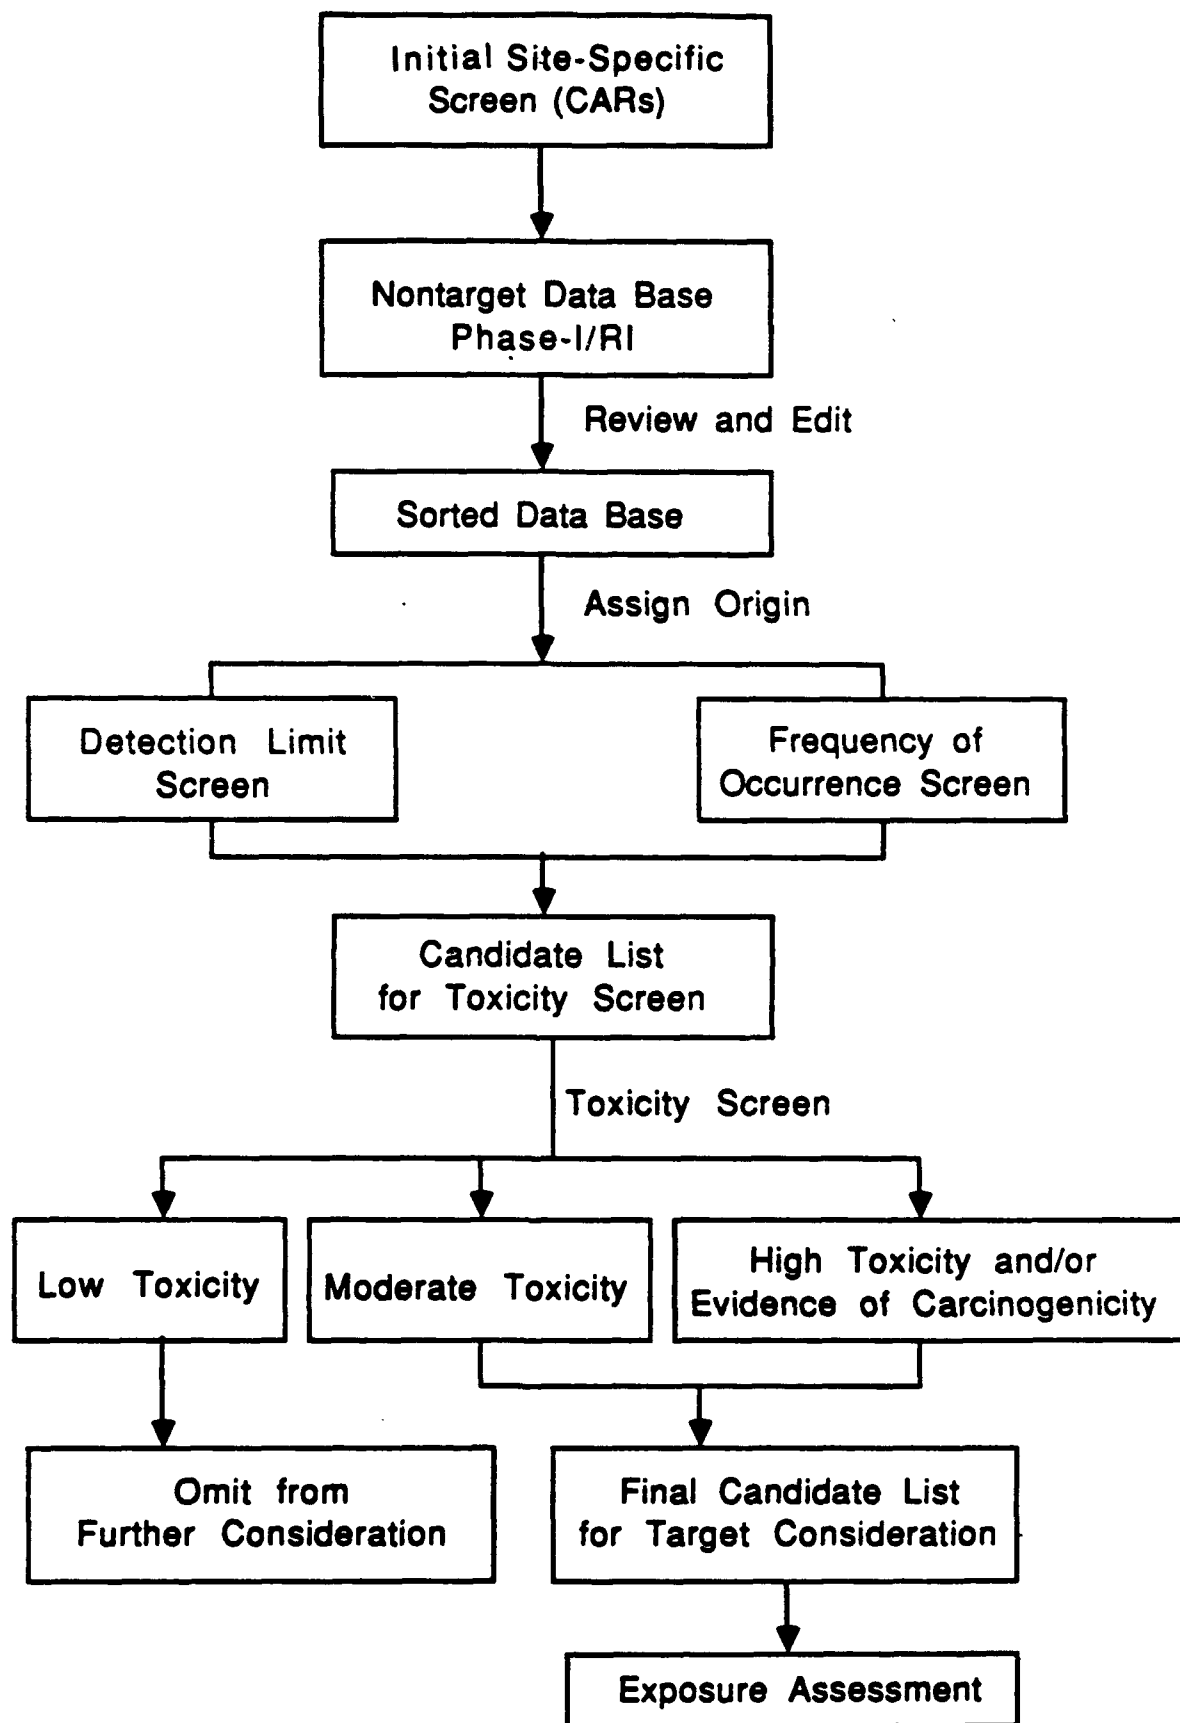 Initial Site-Specific
Screen (CARs)
Nontarget Data Base
Phase-I/RI
Review and Edit
Sorted Data Base
Assign Origin
Detection Limit
Screen
Frequency of
Occurrence Screen
Candidate List
for Toxicity Screen
Toxicity Screen
Low Toxicity
Moderate Toxicity
High Toxicity and/or
Evidence of Carcinogenicity
Omit from
Further Consideration
Final Candidate List
for Target Consideration
Exposure Assessment